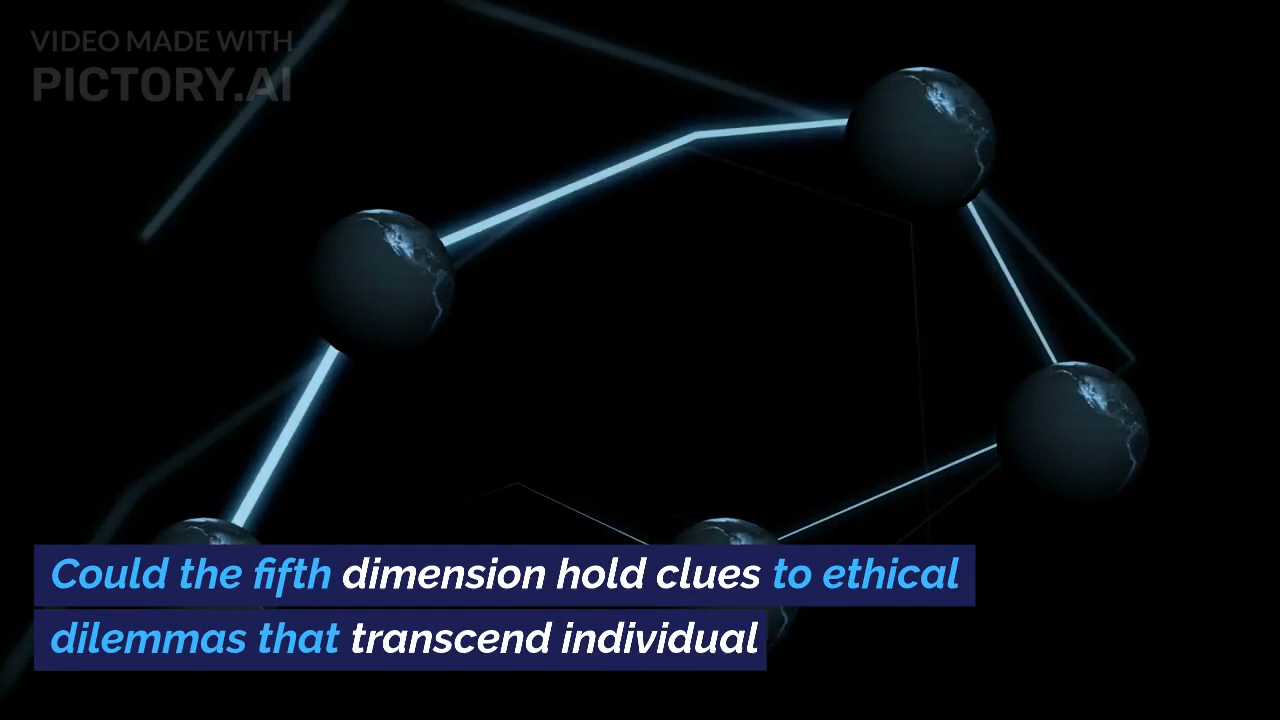 VIDEO MADE WITH
PICTORY.AI
Could the fifth dimension hold clues to ethical
dilemmas that transcend individual